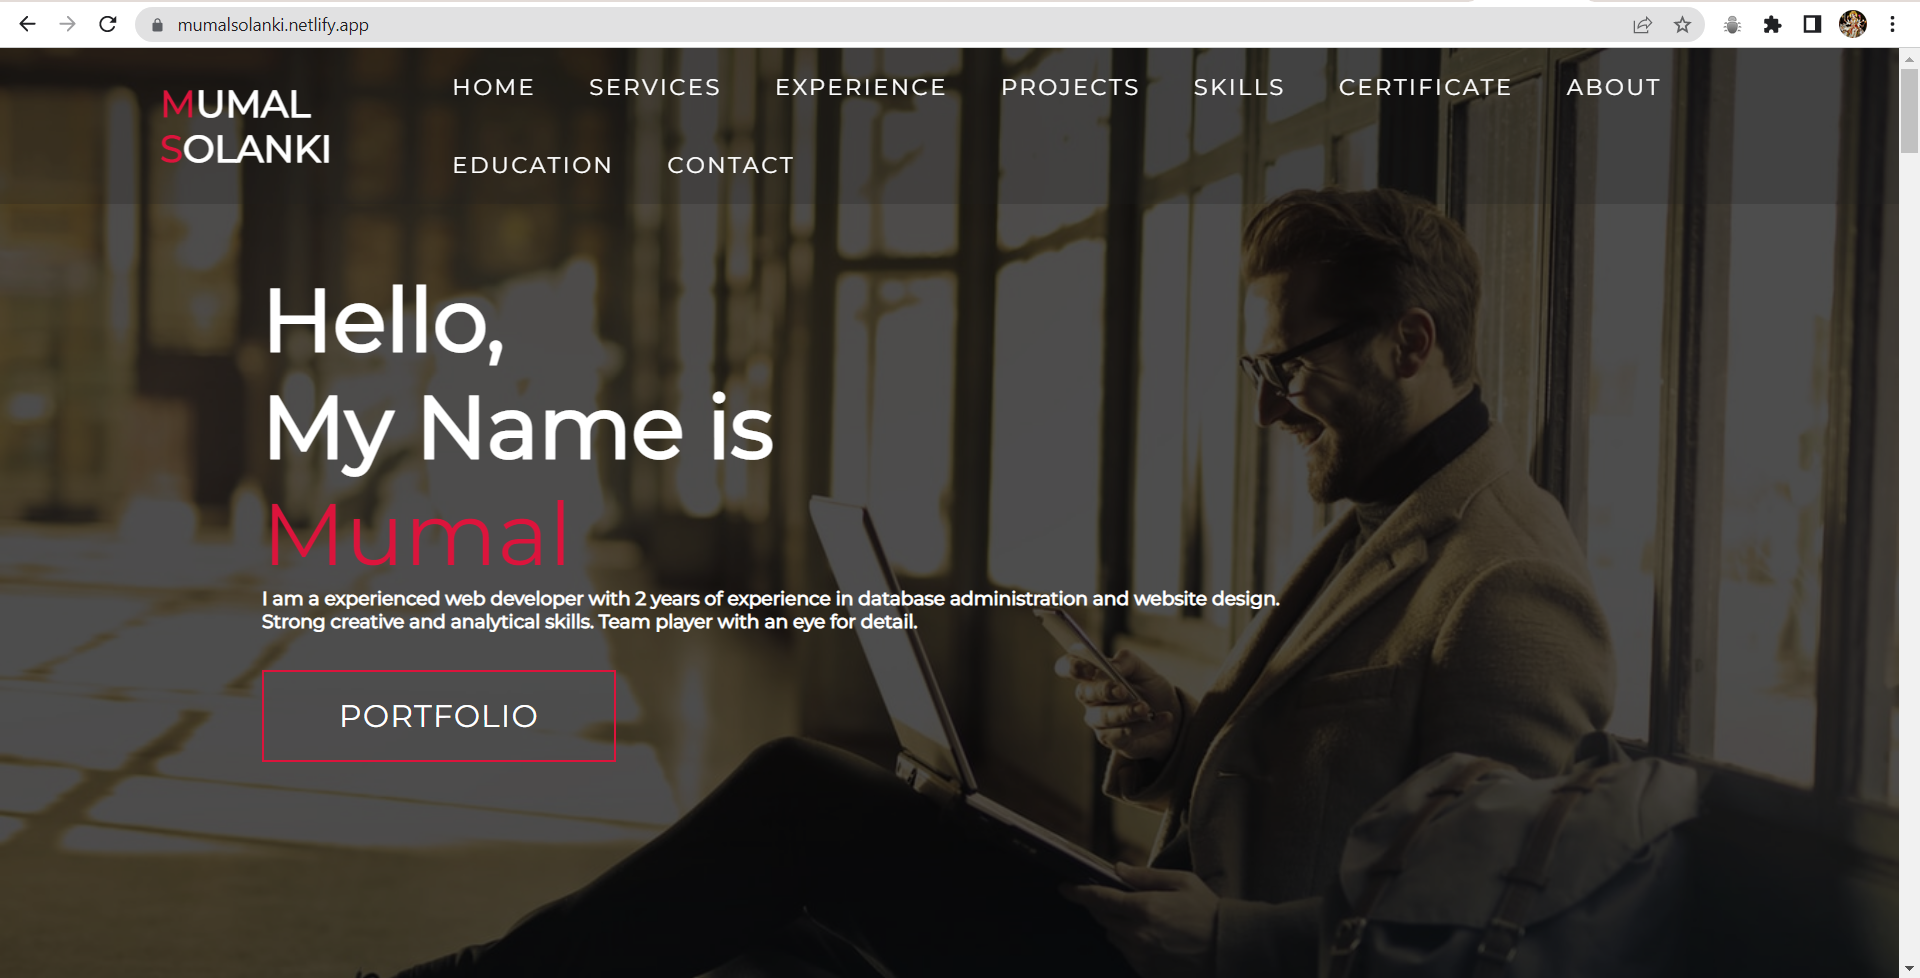 mumalsolanki.netlify.app
MUMAL
SOLANKI
HOME SERVICES EXPERIENCE PROJECTS SKILLS CERTIFICATE ABOUT
EDUCATION CONTACT
Hello,
My Name is
Mumal
I am a experienced web developer with 2 years of experience in database administration and website design.
Strong creative and analytical skills. Team player with an eye for detail.
PORTFOLIO